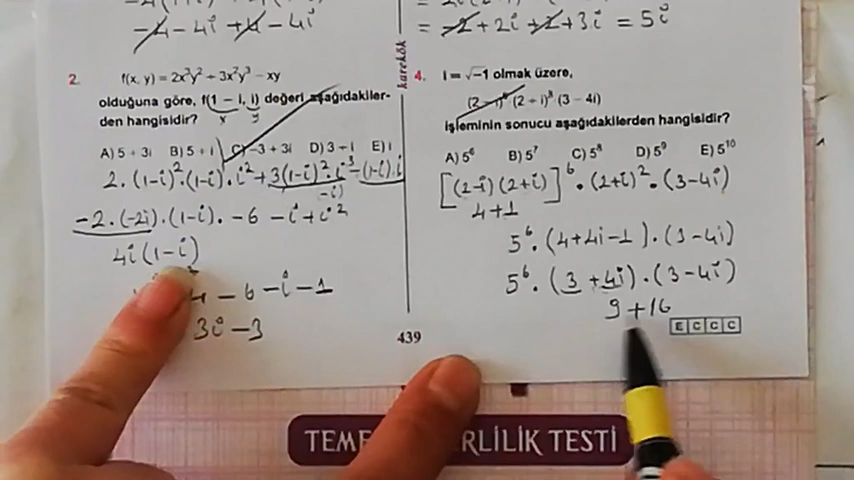 -4 - 4i + 4 - 4i
2. f(x, y) = 2x³y² + 3x²y³ - xy
olduğuna göre, f(1 - i, i) değeri aşağıdakiler-
den hangisidir?
x y
A) 5 + 3i B) 5 + i C) -3 + 3i D) 3 + i E) i
2.(1-i)².(1-i).i² + 3(1-i)².i³ - (1-i).i
-2.(-2i).(1-i). -6 -i + i²
4i(1-i)
4 - 6 - i - 1
3i - 3
karekök
= -2 + 2i + 2 + 3i = 5i
4. i = √-1 olmak üzere,
(2 - i)⁶ (2 + i)⁸ (3 - 4i)
işleminin sonucu aşağıdakilerden hangisidir?
A) 5⁶ B) 5⁷ C) 5⁸ D) 5⁹ E) 5¹⁰
[(2-i)(2+i)]⁶.(2+i)².(3-4i)
4+1
5⁶.(4+4i-1).(3-4i)
5⁶.(3+4i).(3-4i)
9+16
E C C C
439
TESTİ